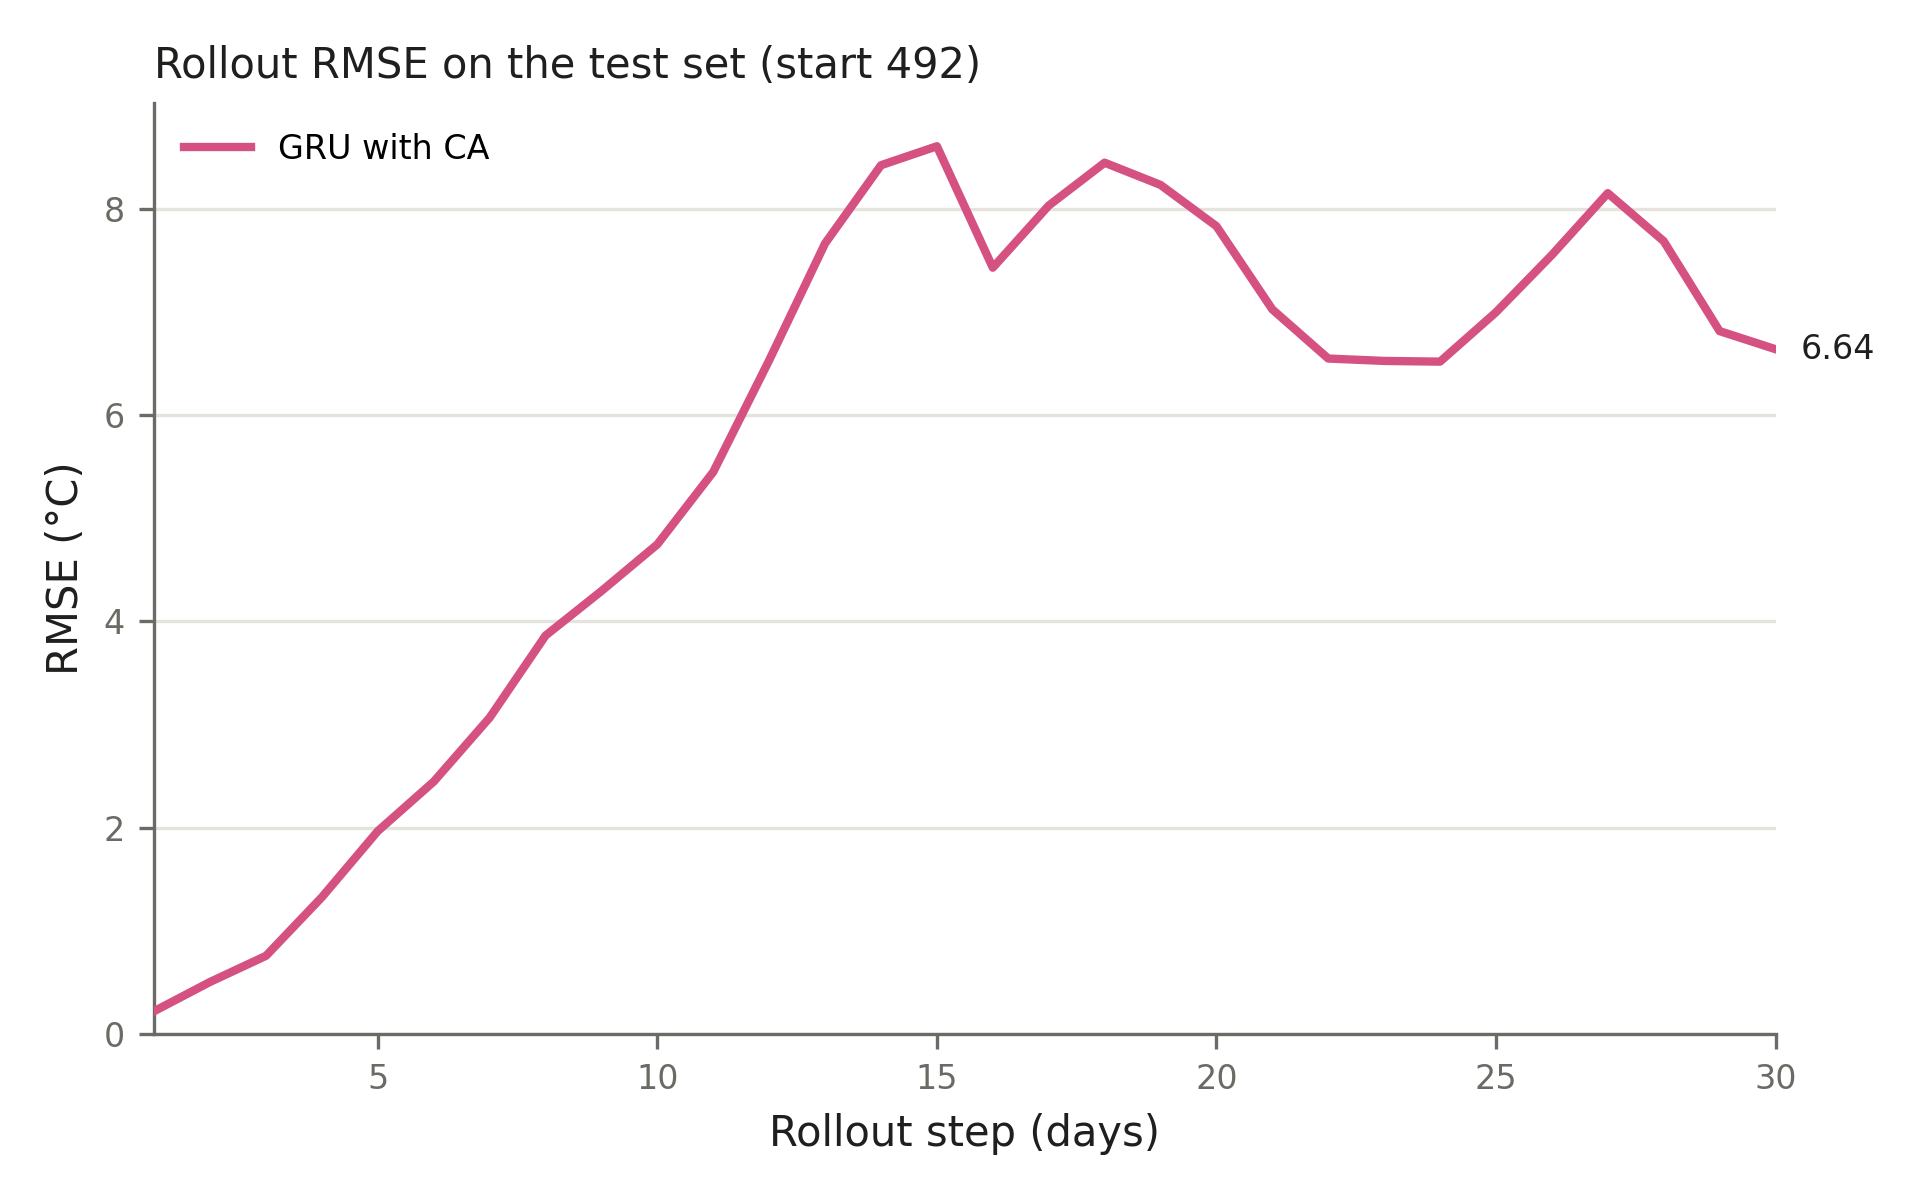 Rollout RMSE on the test set (start 492)
GRU with CA
8
6
4
2
0
RMSE (°C)
6.64
5 10 15 20 25 30
Rollout step (days)